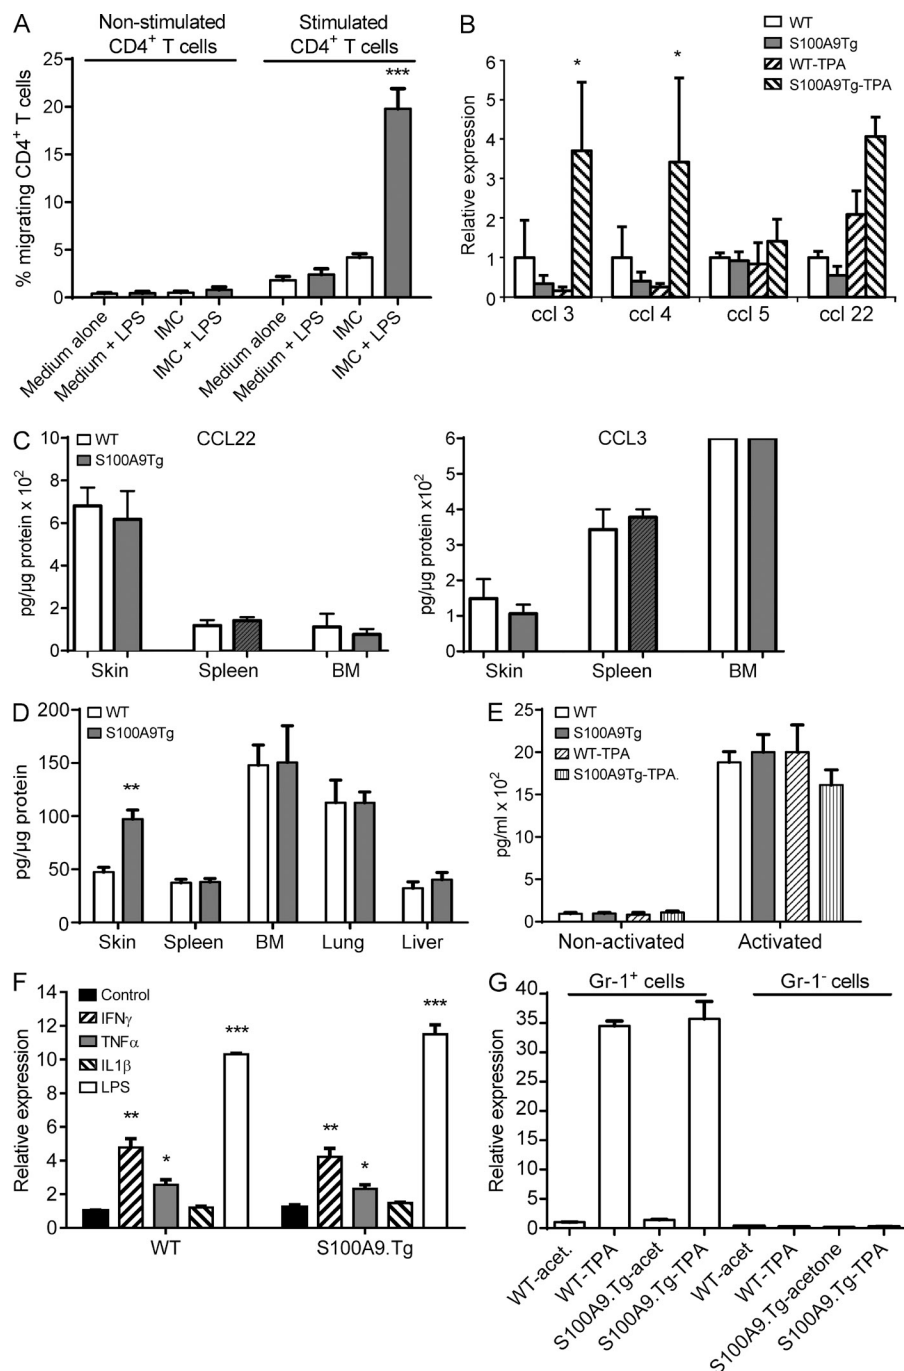 A
Non-stimulated
CD4+ T cells
Stimulated
CD4+ T cells
% migrating CD4+ T cells
25
20
15
10
5
0
***
Medium alone
Medium + LPS
IMC
IMC + LPS
Medium alone
Medium + LPS
IMC
IMC + LPS
B
WT
S100A9Tg
WT-TPA
S100A9Tg-TPA
Relative expression
6
5
4
3
2
1
0
*
*
ccl 3
ccl 4
ccl 5
ccl 22
C
CCL22
WT
S100A9Tg
pg/µg protein x 10²
10
8
6
4
2
0
Skin
Spleen
BM
CCL3
pg/µg protein x10²
6
4
3
2
1
0
Skin
Spleen
BM
D
WT
S100A9Tg
pg/µg protein
200
150
100
50
0
**
Skin
Spleen
BM
Lung
Liver
E
WT
S100A9Tg
WT-TPA
S100A9Tg-TPA.
pg/ml x 10²
25
20
15
10
5
0
Non-activated
Activated
F
Control
IFNγ
TNFα
IL1β
LPS
Relative expression
14
12
10
8
6
4
2
0
**
*
***
**
*
***
WT
S100A9.Tg
G
Gr-1+ cells
Gr-1- cells
Relative expression
40
35
30
25
20
15
10
5
0
WT-acet.
WT-TPA
S100A9.Tg-acet
S100A9.Tg-TPA
WT-acet
WT-TPA
S100A9.Tg-acetone
S100A9.Tg-TPA